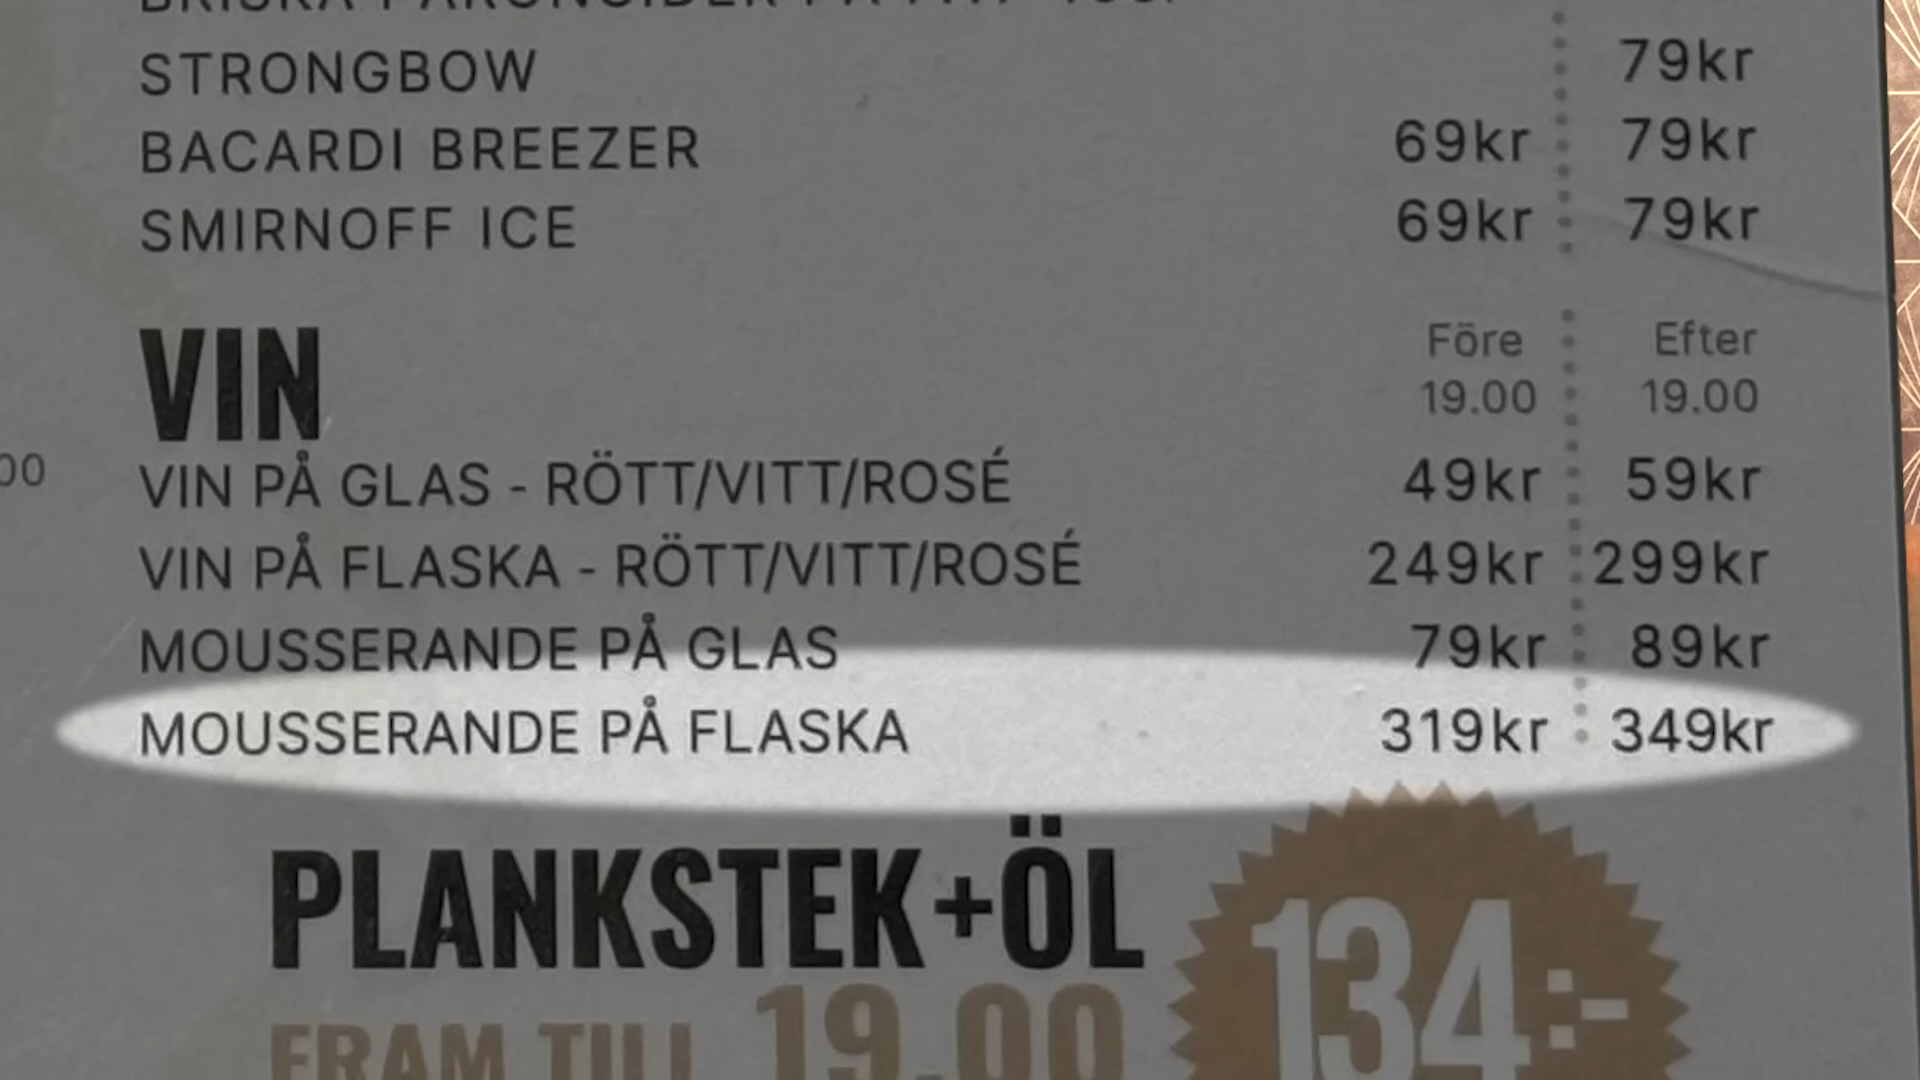 STRONGBOW 79kr
BACARDI BREEZER 69kr 79kr
SMIRNOFF ICE 69kr 79kr
VIN Före 19.00 Efter 19.00
VIN PÅ GLAS - RÖTT/VITT/ROSÉ 49kr 59kr
VIN PÅ FLASKA - RÖTT/VITT/ROSÉ 249kr 299kr
MOUSSERANDE PÅ GLAS 79kr 89kr
MOUSSERANDE PÅ FLASKA 319kr 349kr
PLANKSTEK+ÖL 134:-
FRAM TILL 19.00